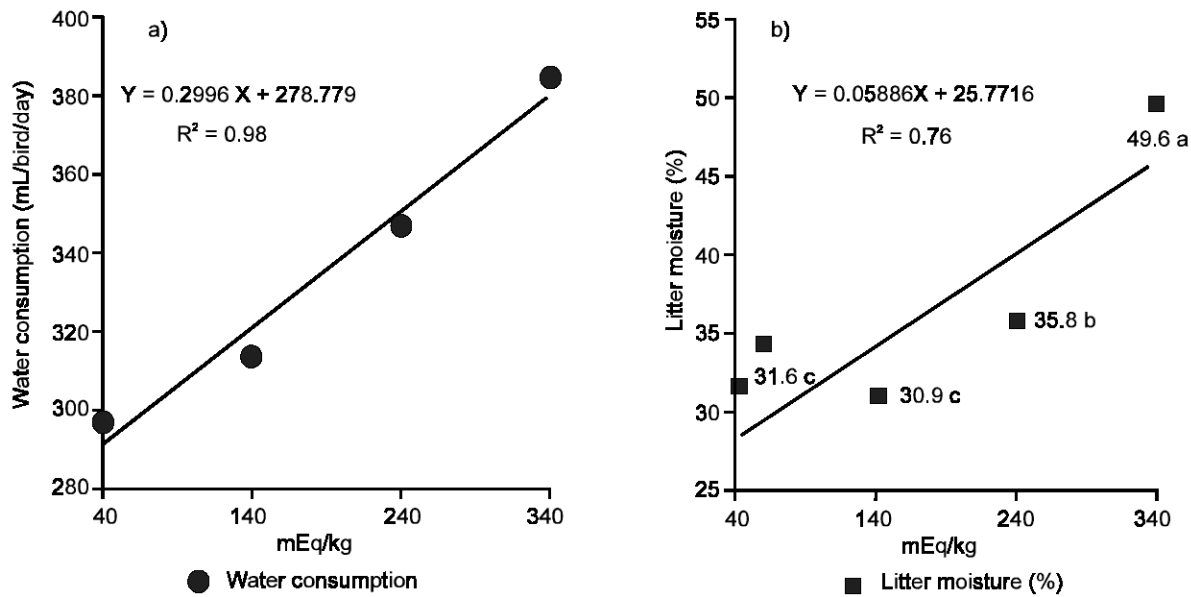 a)
Y = 0.2996 X + 278.779
R² = 0.98
Water consumption (mL/bird/day)
400
380
360
340
320
300
280
40 140 240 340
mEq/kg
Water consumption
b)
Y = 0.05886X + 25.7716
R² = 0.76
Litter moisture (%)
55
50
45
40
35
30
25
49.6 a
35.8 b
31.6 c
30.9 c
40 140 240 340
mEq/kg
Litter moisture (%)